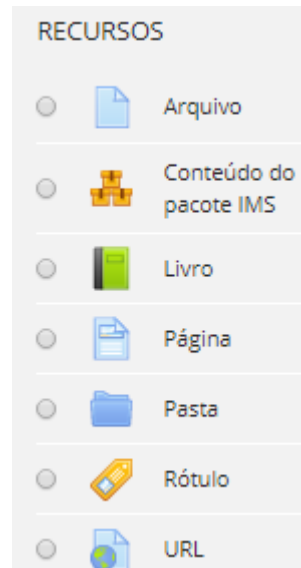 RECURSOS
Arquivo
Conteúdo do
pacote IMS
Livro
Página
Pasta
Rótulo
URL